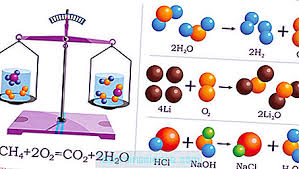 2H₂O 2H₂
4Li O₂ 2Li₂O
CH₄+2O₂=CO₂+2H₂O
HCl NaOH NaCl